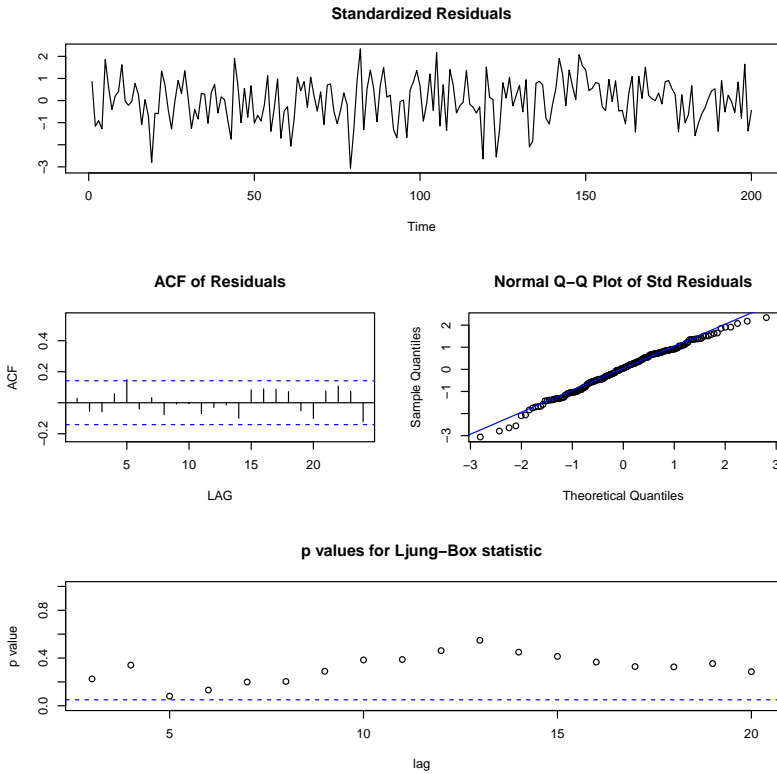 Standardized Residuals
2
1
0
−1
−3
0 50 100 150 200
Time
ACF of Residuals
ACF
0.4
0.2
−0.2
5 10 15 20
LAG
Normal Q−Q Plot of Std Residuals
Sample Quantiles
2
1
0
−1
−3
−3 −2 −1 0 1 2 3
Theoretical Quantiles
p values for Ljung−Box statistic
p value
0.8
0.4
0.0
5 10 15 20
lag